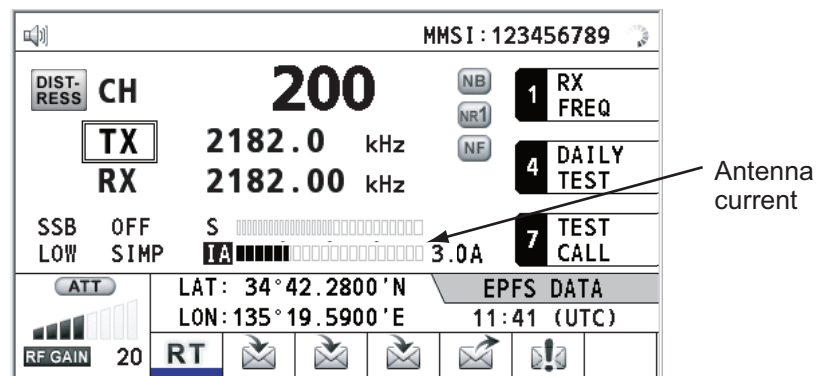 MMSI:123456789
DIST-
RESS
CH 200
NB
NR1
NF
1 RX
FREQ
TX 2182.0 kHz
RX 2182.00 kHz
4 DAILY
TEST
Antenna
current
SSB OFF S
LOW SIMP IA 3.0A
7 TEST
CALL
ATT
LAT: 34°42.2800'N
LON:135°19.5900'E
EPFS DATA
11:41 (UTC)
RF GAIN 20
RT